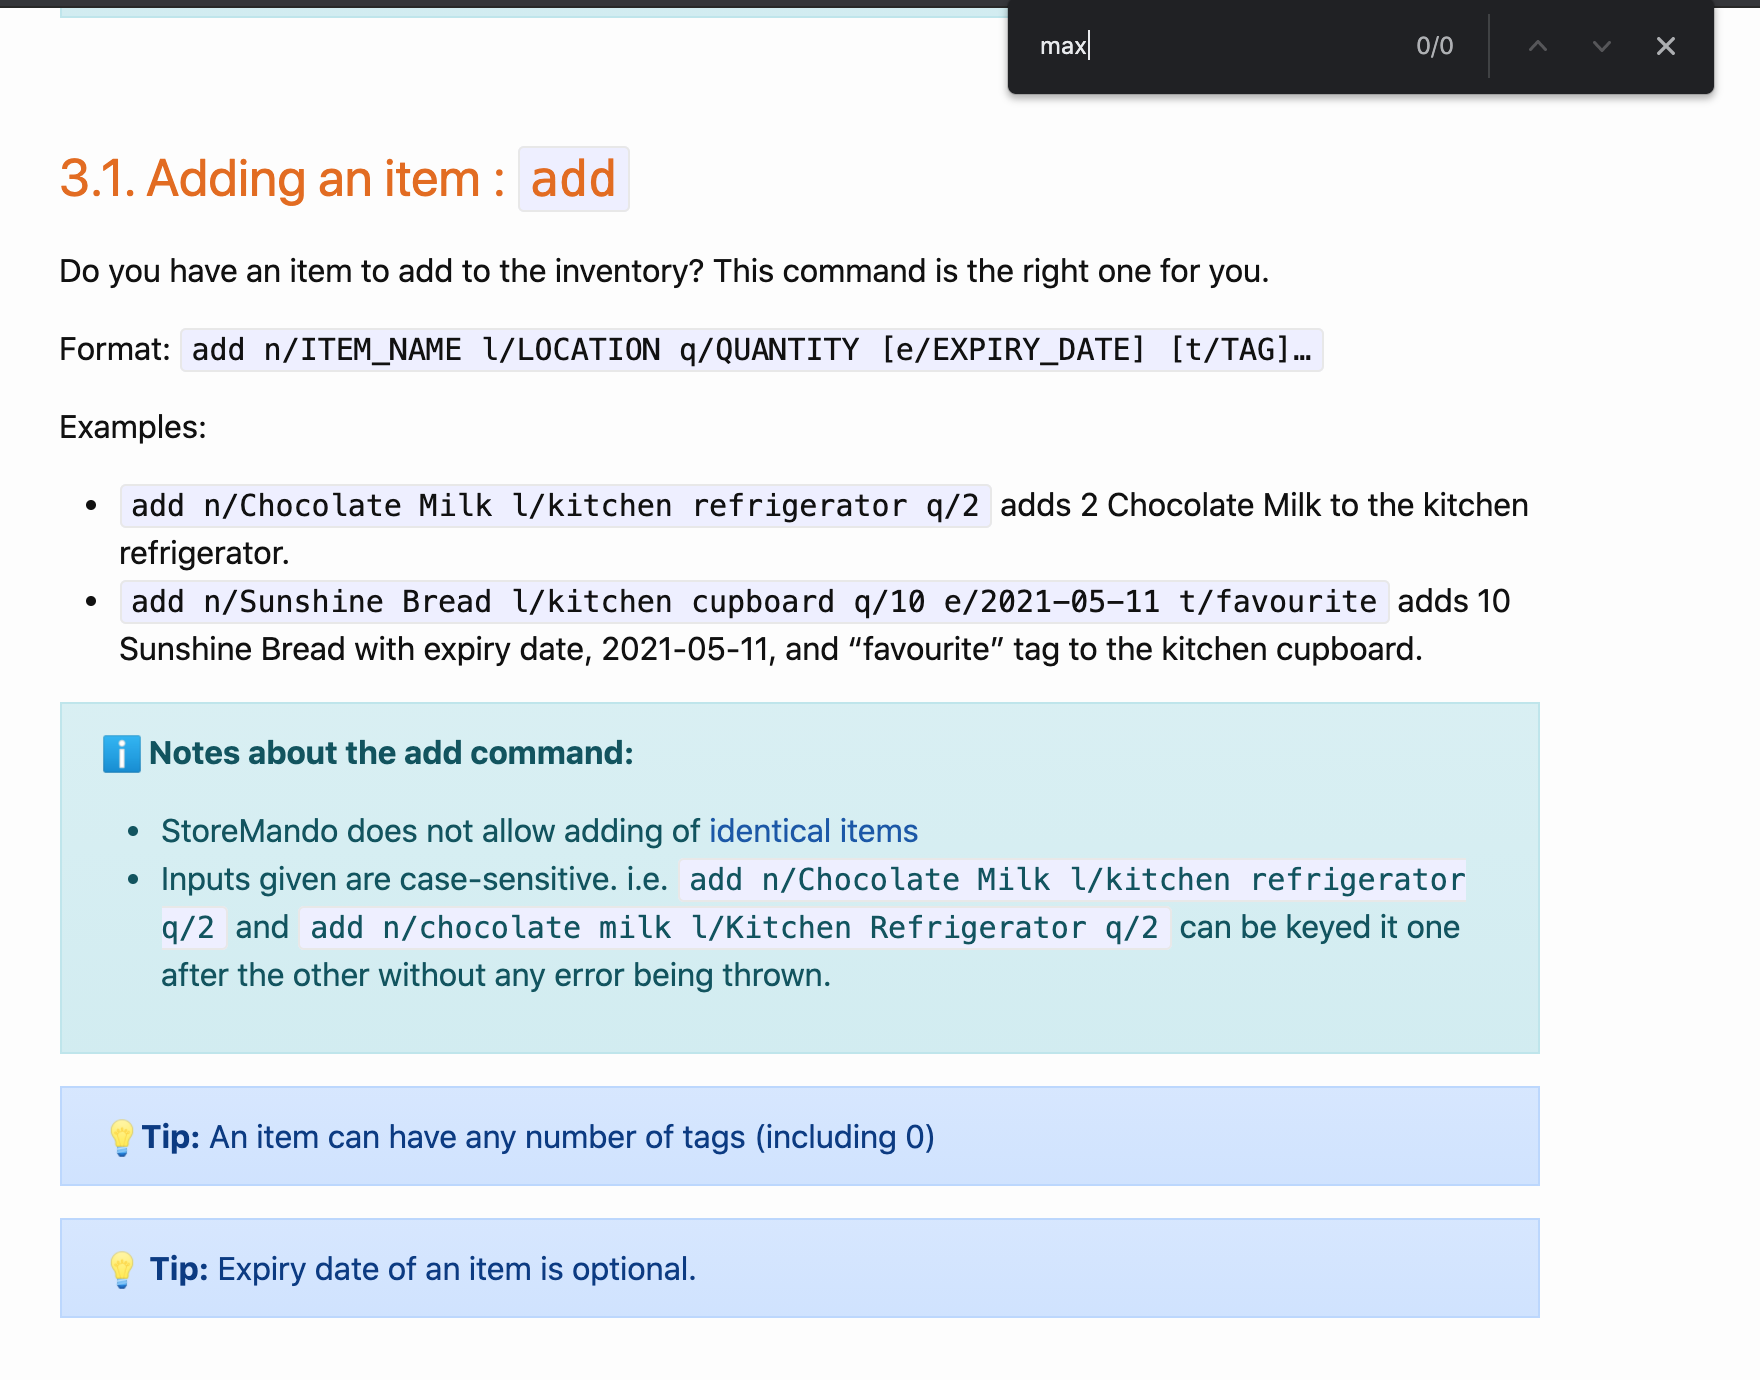 max
0/0
3.1. Adding an item : add
Do you have an item to add to the inventory? This command is the right one for you.
Format: add n/ITEM_NAME l/LOCATION q/QUANTITY [e/EXPIRY_DATE] [t/TAG]…
Examples:
• add n/Chocolate Milk l/kitchen refrigerator q/2 adds 2 Chocolate Milk to the kitchen
refrigerator.
• add n/Sunshine Bread l/kitchen cupboard q/10 e/2021-05-11 t/favourite adds 10
Sunshine Bread with expiry date, 2021-05-11, and “favourite” tag to the kitchen cupboard.
Notes about the add command:
• StoreMando does not allow adding of identical items
• Inputs given are case-sensitive. i.e. add n/Chocolate Milk l/kitchen refrigerator
q/2 and add n/chocolate milk l/Kitchen Refrigerator q/2 can be keyed it one
after the other without any error being thrown.
Tip: An item can have any number of tags (including 0)
Tip: Expiry date of an item is optional.